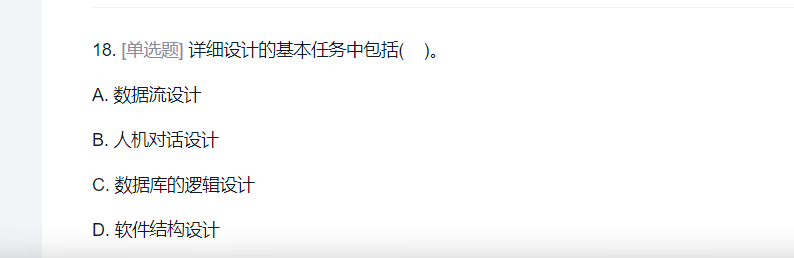 18. [单选题] 详细设计的基本任务中包括( )。
A. 数据流设计
B. 人机对话设计
C. 数据库的逻辑设计
D. 软件结构设计